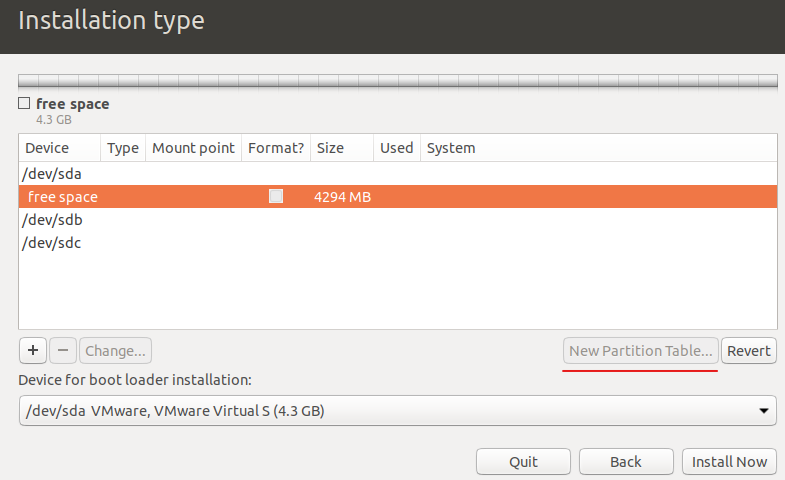 Installation type
free space
4.3 GB
Device Type Mount point Format? Size Used System
/dev/sda
free space 4294 MB
/dev/sdb
/dev/sdc
+ − Change... New Partition Table... Revert
Device for boot loader installation:
/dev/sda VMware, VMware Virtual S (4.3 GB)
Quit Back Install Now